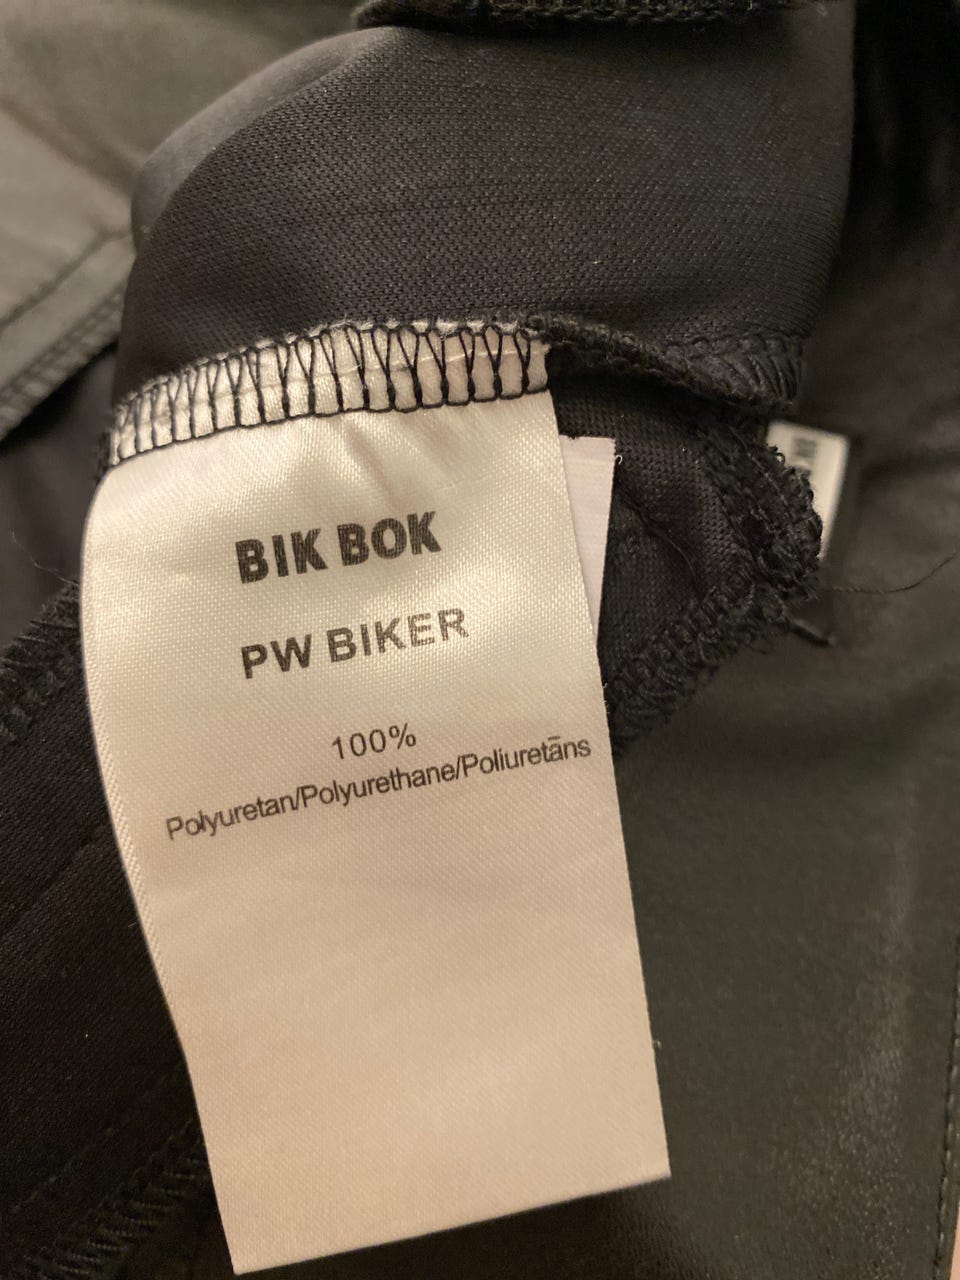 BIK BOK
PW BIKER
100%
Polyuretan/Polyurethane/Poliuretāns